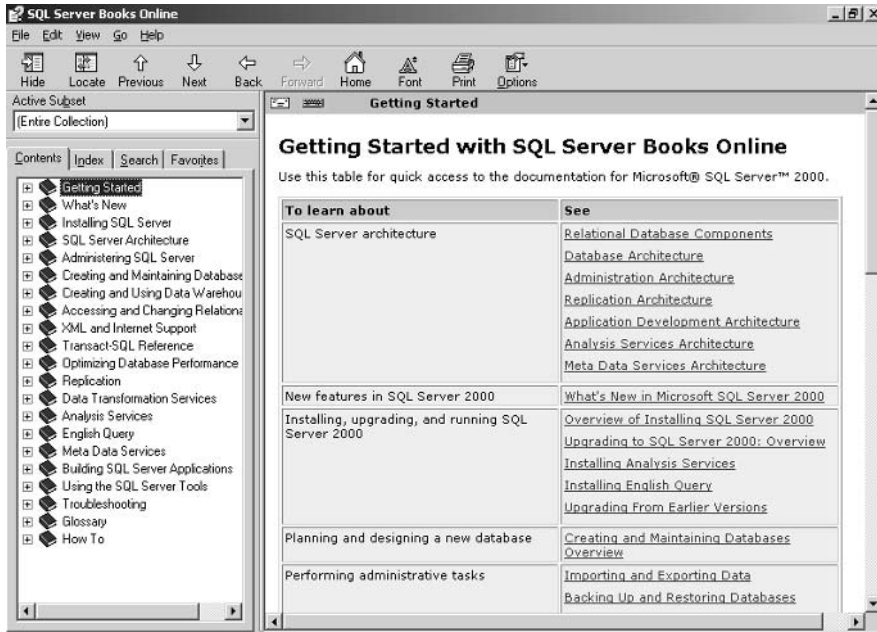 SQL Server Books Online
File Edit View Go Help
Hide Locate Previous Next Back Forward Home Font Print Options
Active Subset
(Entire Collection)
Contents Index Search Favorites
Getting Started
What's New
Installing SQL Server
SQL Server Architecture
Administering SQL Server
Creating and Maintaining Database
Creating and Using Data Warehou
Accessing and Changing Relationa
XML and Internet Support
Transact-SQL Reference
Optimizing Database Performance
Replication
Data Transformation Services
Analysis Services
English Query
Meta Data Services
Building SQL Server Applications
Using the SQL Server Tools
Troubleshooting
Glossary
How To
Getting Started
Getting Started with SQL Server Books Online
Use this table for quick access to the documentation for Microsoft® SQL Server™ 2000.
To learn about See
SQL Server architecture Relational Database Components
Database Architecture
Administration Architecture
Replication Architecture
Application Development Architecture
Analysis Services Architecture
Meta Data Services Architecture
New features in SQL Server 2000 What's New in Microsoft SQL Server 2000
Installing, upgrading, and running SQL Overview of Installing SQL Server 2000
Server 2000 Upgrading to SQL Server 2000: Overview
Installing Analysis Services
Installing English Query
Upgrading From Earlier Versions
Planning and designing a new database Creating and Maintaining Databases
Overview
Performing administrative tasks Importing and Exporting Data
Backing Up and Restoring Databases